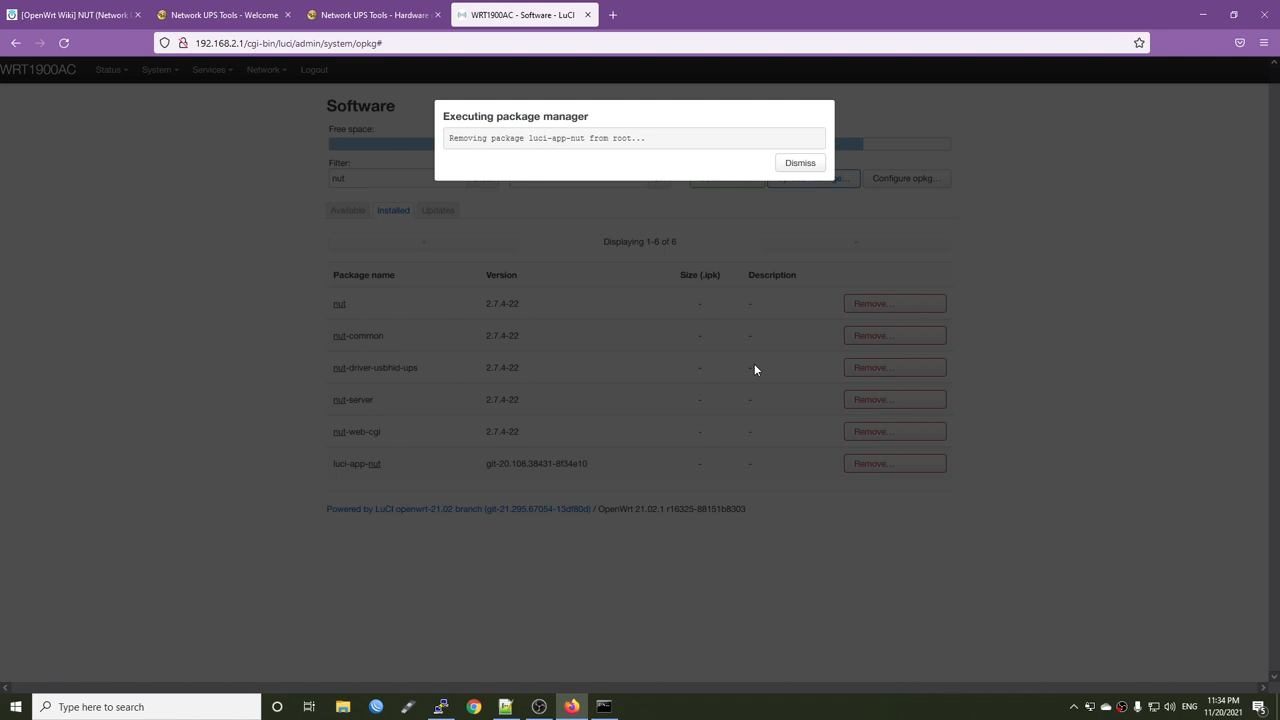 [OpenWrt Wiki] NUT (Network
Network UPS Tools - Welcome
Network UPS Tools - Hardware
WRT1900AC - Software - LuCI
192.168.2.1/cgi-bin/luci/admin/system/opkg#
WRT1900AC Status System Services Network Logout
Software
Free space:
Filter:
nut
Configure opkg...
Executing package manager
Removing package luci-app-nut from root...
Dismiss
Available Installed Updates
Displaying 1-6 of 6
Package name Version Size (.ipk) Description
nut 2.7.4-22 - - Remove...
nut-common 2.7.4-22 - - Remove...
nut-driver-usbhid-ups 2.7.4-22 - - Remove...
nut-server 2.7.4-22 - - Remove...
nut-web-cgi 2.7.4-22 - - Remove...
luci-app-nut git-20.108.38431-8f34e10 - - Remove...
Powered by LuCI openwrt-21.02 branch (git-21.295.67054-13df80d) / OpenWrt 21.02.1 r16325-88151b8303
Type here to search
ENG
11:34 PM
11/20/2021